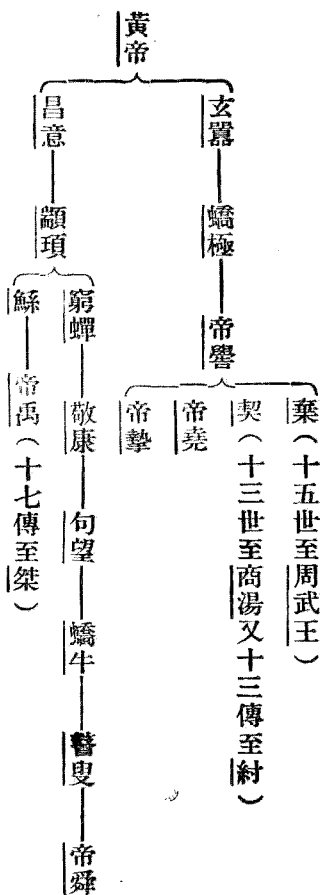 黃帝
玄囂—蟜極—帝嚳
棄（十五世至周武王）
契（十三世至商湯又十三傳至紂）
帝堯
帝摯
昌意—顓頊
窮蟬—敬康—句望—蟜牛—瞽叟—帝舜
鯀—帝禹（十七傳至桀）